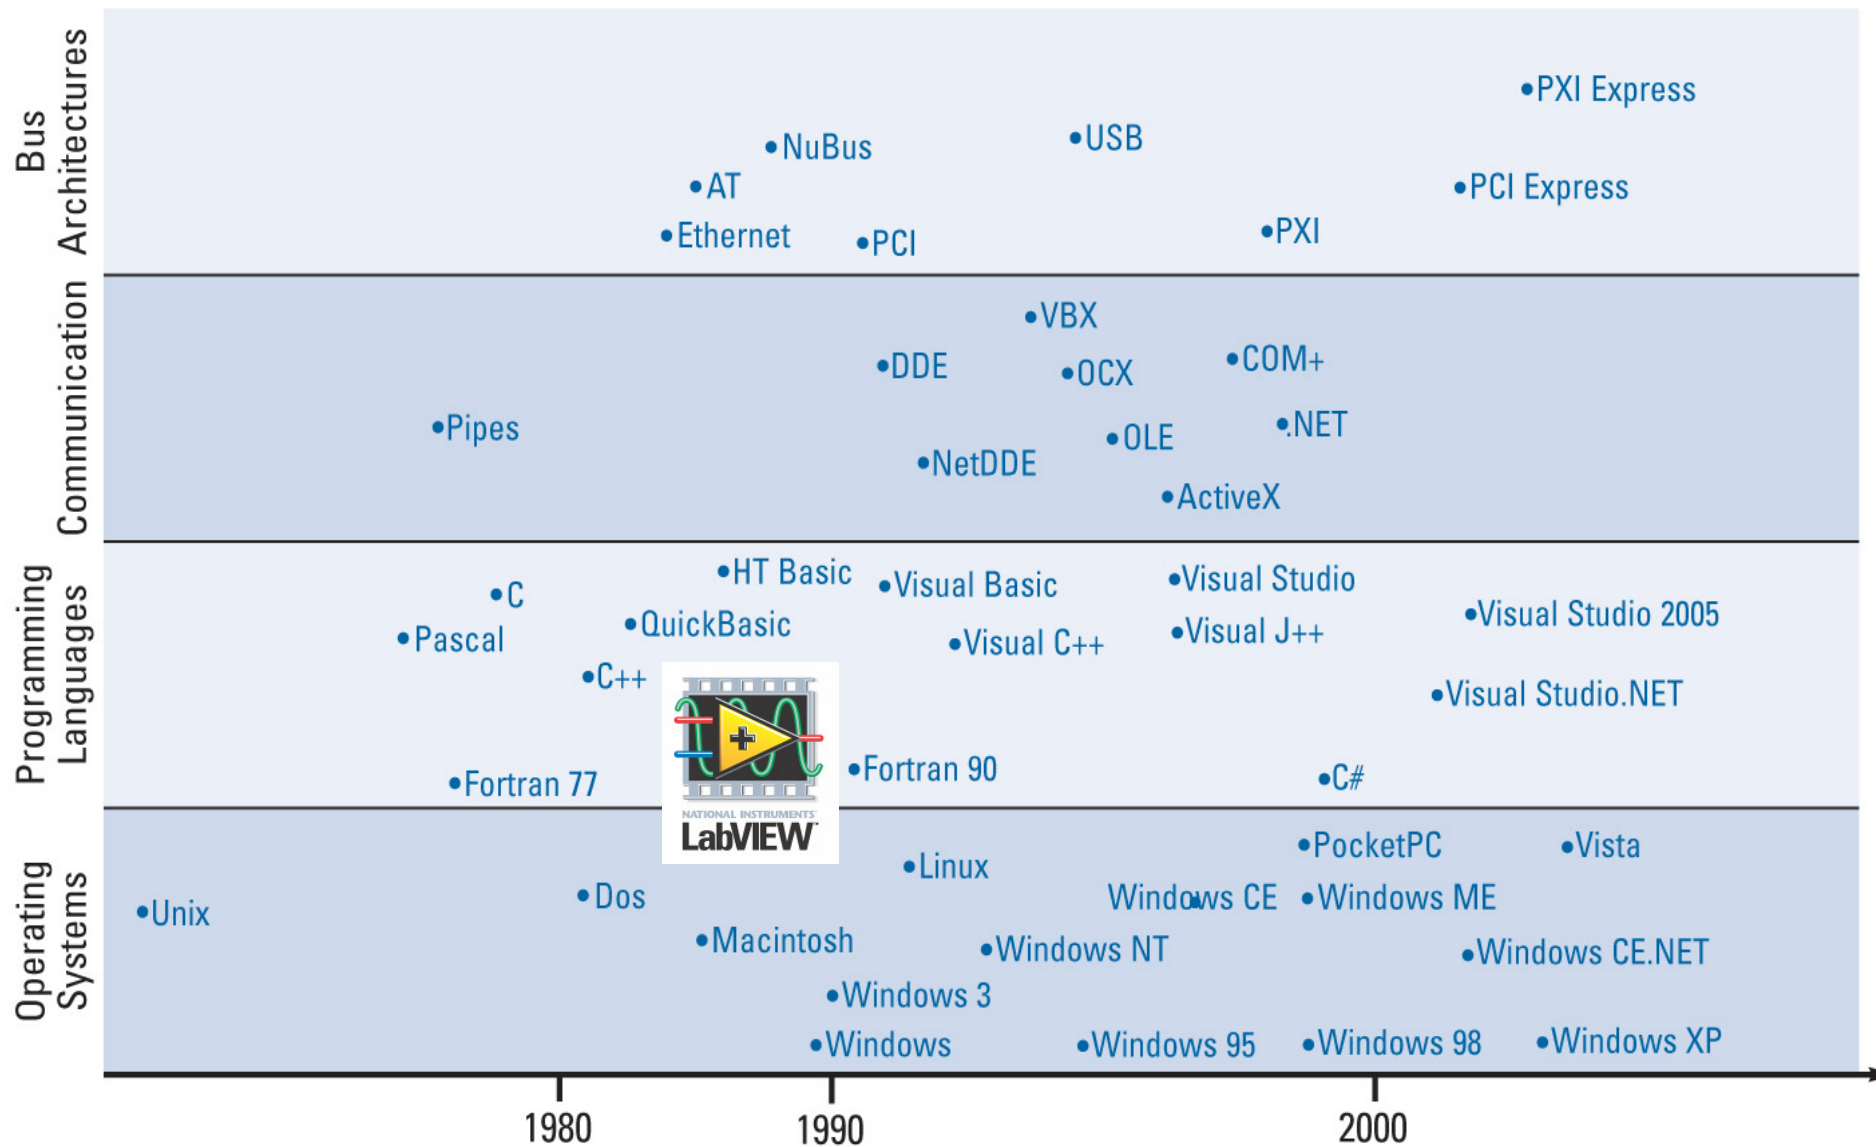 Bus
Architectures
PXI Express
USB
NuBus
AT
PCI Express
Ethernet
PCI
PXI
Communication
VBX
DDE
OCX
COM+
Pipes
OLE
.NET
NetDDE
ActiveX
Programming
Languages
HT Basic
Visual Basic
Visual Studio
C
QuickBasic
Visual Studio 2005
Pascal
Visual C++
Visual J++
C++
Visual Studio.NET
Fortran 77
Fortran 90
C#
NATIONAL INSTRUMENTS™
LabVIEW™
Operating
Systems
PocketPC
Vista
Linux
Dos
Windows CE
Windows ME
Unix
Macintosh
Windows NT
Windows CE.NET
Windows 3
Windows
Windows 95
Windows 98
Windows XP
1980
1990
2000